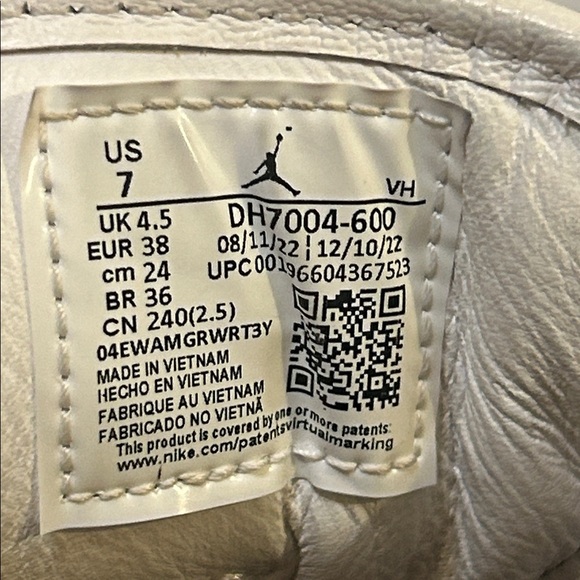 US
7
VH
UK 4.5
EUR 38
cm 24
BR 36
CN 240(2.5)
DH7004-600
08/11/22 | 12/10/22
UPC00196604367523
04EWAMGRWRT3Y
MADE IN VIETNAM
HECHO EN VIETNAM
FABRIQUE AU VIETNAM
FABRICADO NO VIETNÃ
This product is covered by one or more patents:
www.nike.com/patentsvirtualmarking